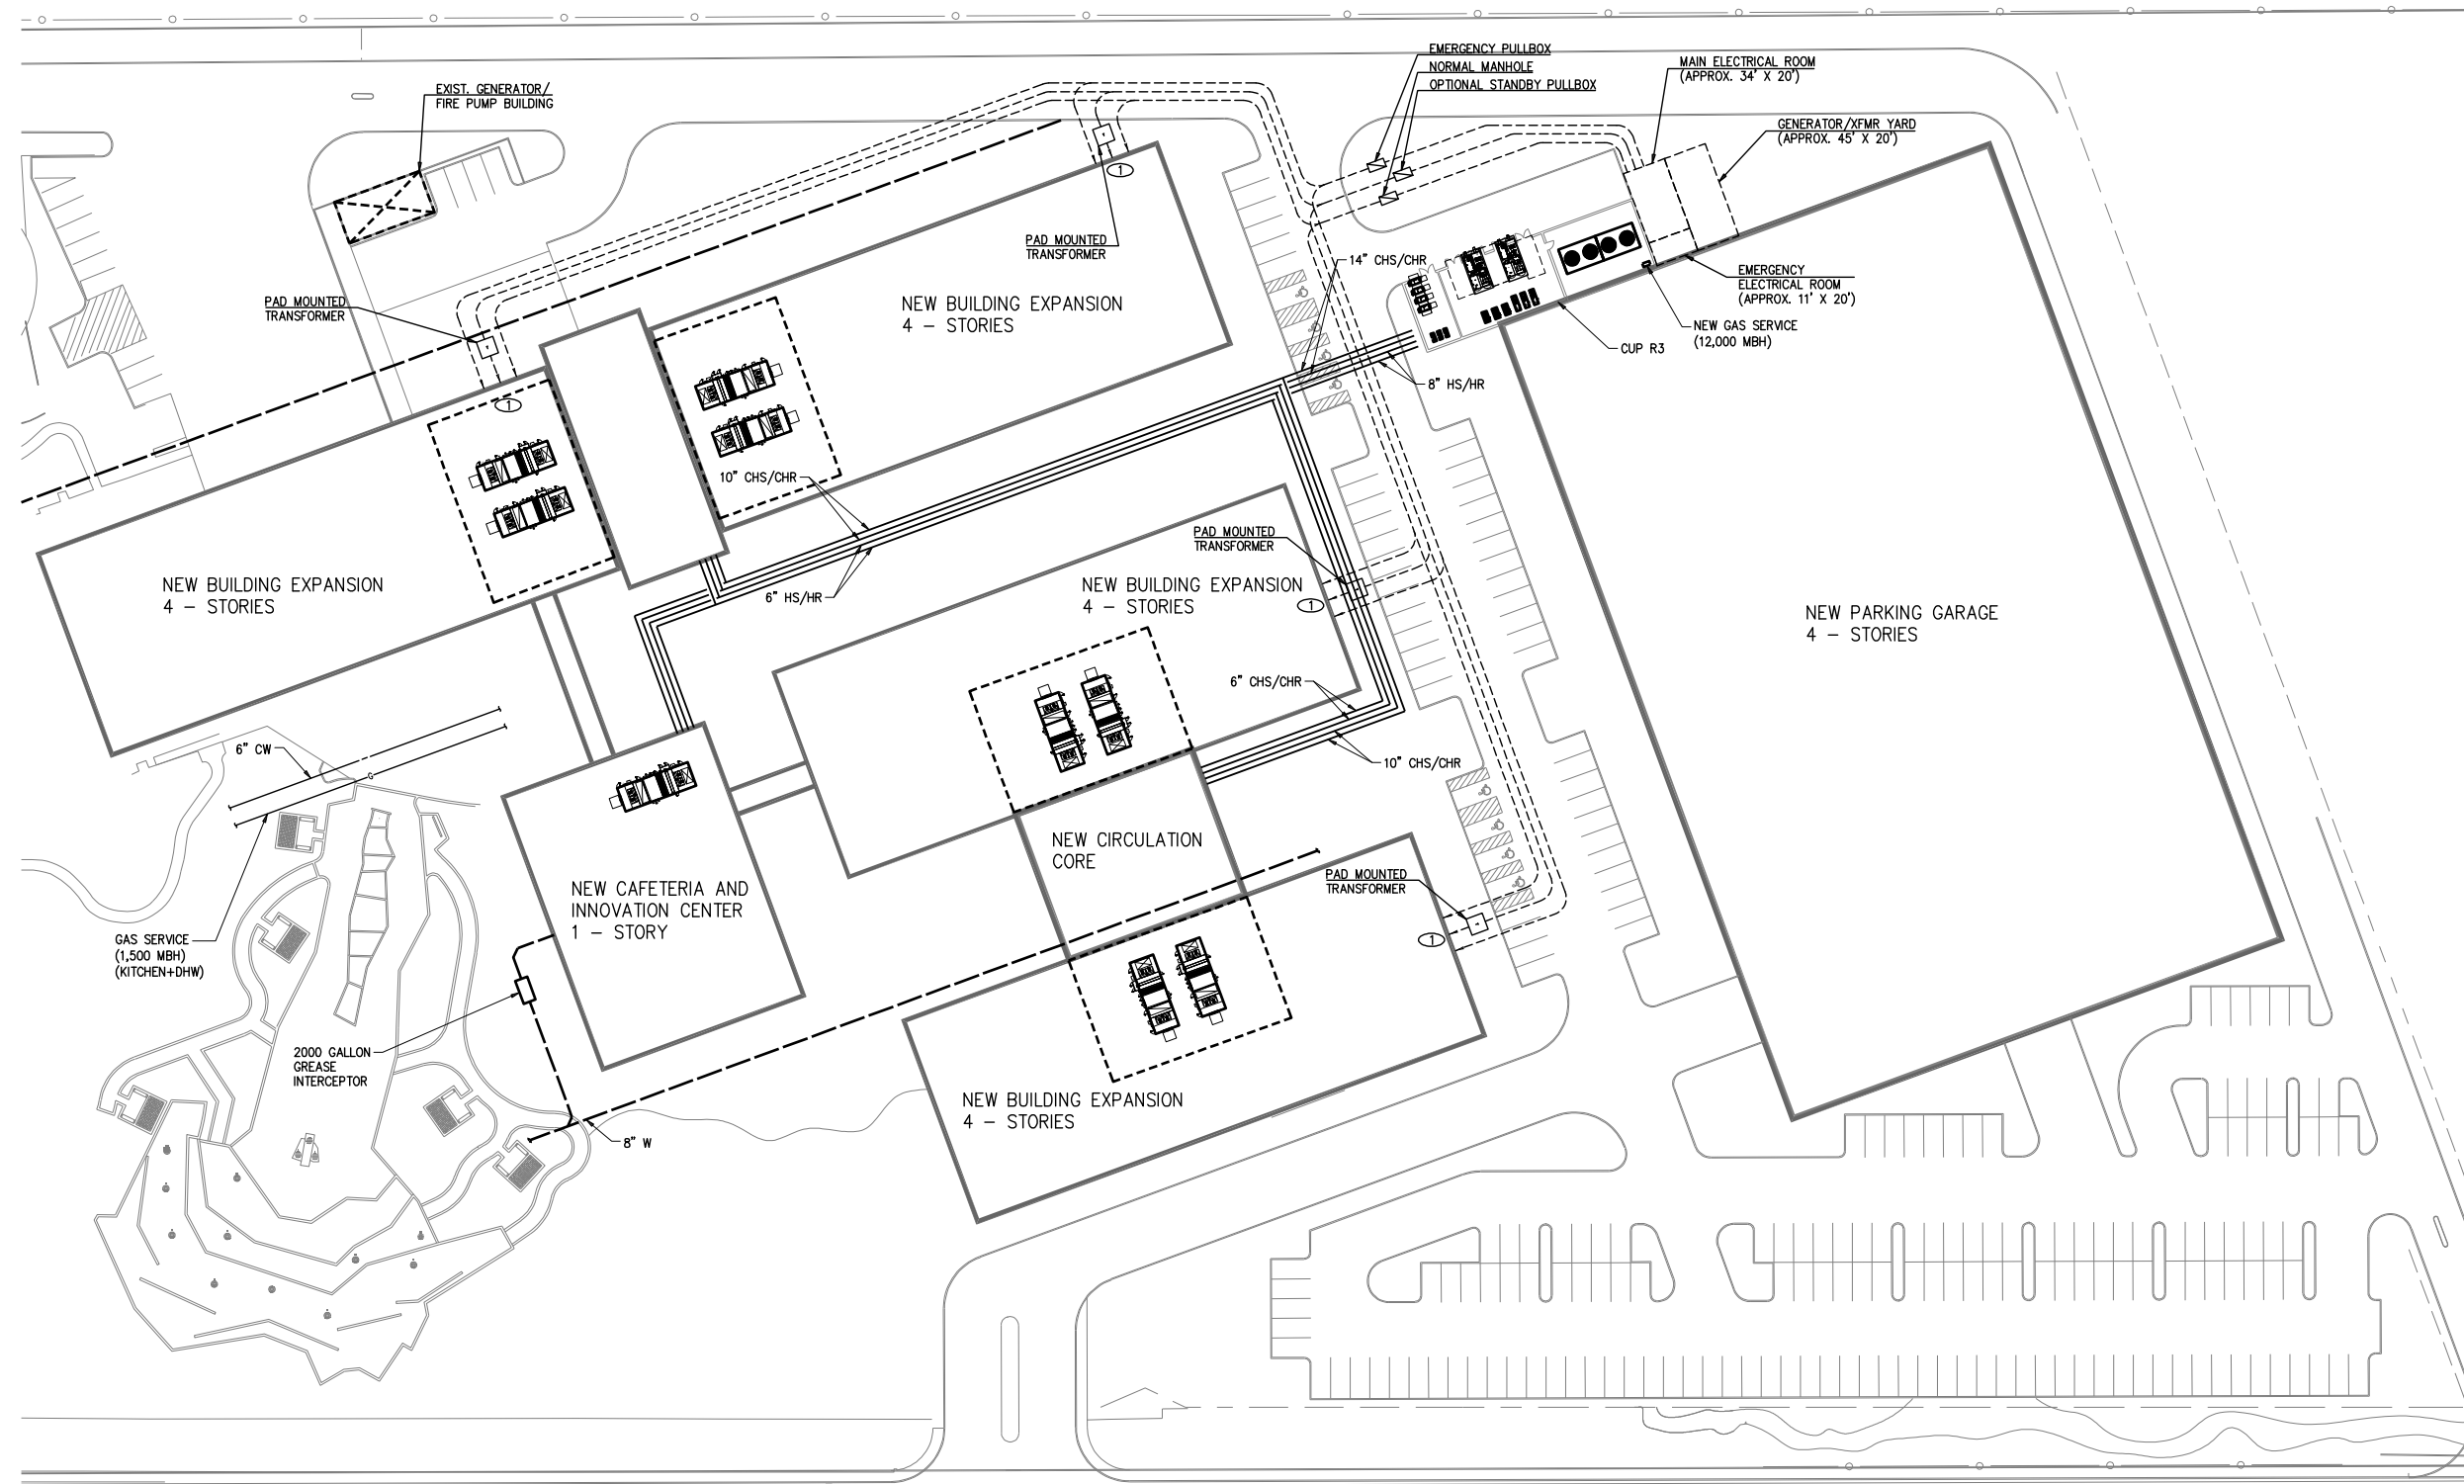 EMERGENCY PULLBOX
NORMAL MANHOLE
OPTIONAL STANDBY PULLBOX
MAIN ELECTRICAL ROOM
(APPROX. 34' X 20')
EXIST. GENERATOR/
FIRE PUMP BUILDING
GENERATOR/XFMR YARD
(APPROX. 45' X 20')
1
PAD MOUNTED
TRANSFORMER
14" CHS/CHR
EMERGENCY
ELECTRICAL ROOM
(APPROX. 11' X 20')
PAD MOUNTED
TRANSFORMER
NEW BUILDING EXPANSION
4 – STORIES
NEW GAS SERVICE
(12,000 MBH)
CUP R3
8" HS/HR
1
10" CHS/CHR
PAD MOUNTED
TRANSFORMER
NEW BUILDING EXPANSION
4 – STORIES
6" HS/HR
NEW BUILDING EXPANSION
4 – STORIES
1
NEW PARKING GARAGE
4 – STORIES
6" CHS/CHR
6" CW
G
10" CHS/CHR
NEW CIRCULATION
CORE
PAD MOUNTED
TRANSFORMER
NEW CAFETERIA AND
INNOVATION CENTER
1 – STORY
1
GAS SERVICE
(1,500 MBH)
(KITCHEN+DHW)
2000 GALLON
GREASE
INTERCEPTOR
NEW BUILDING EXPANSION
4 – STORIES
8" W